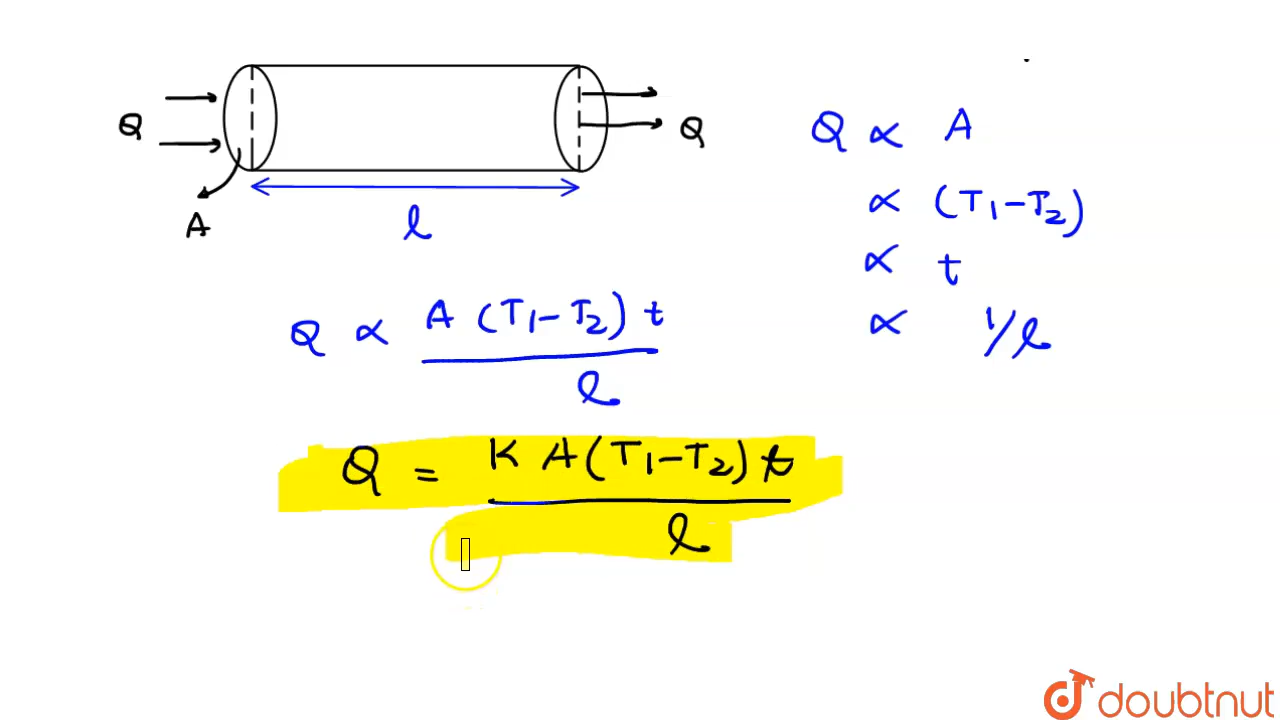 Q
Q
A
l
Q ∝ A
∝ (T₁-T₂)
∝ t
∝ 1/l
Q ∝ A (T₁-T₂) t
l
Q = K A(T₁-T₂) t
l
doubtnut